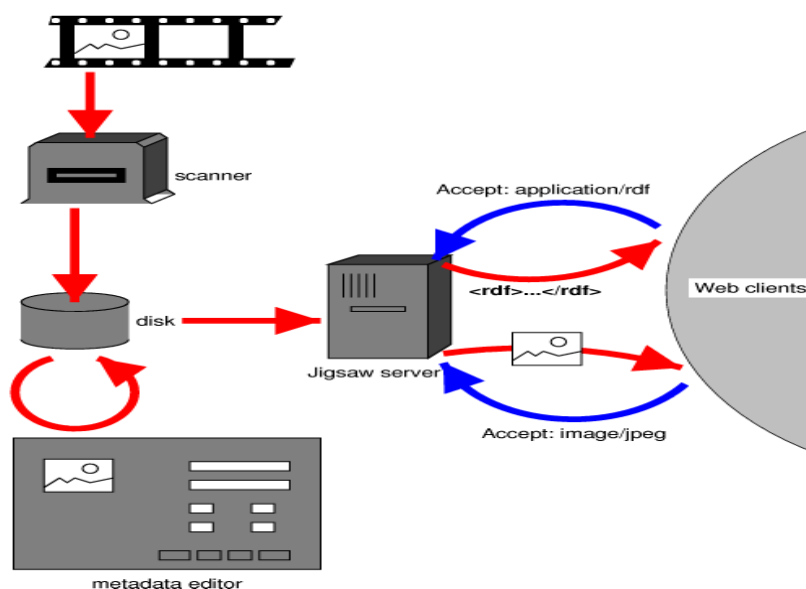 scanner
Accept: application/rdf
disk
<rdf>...</rdf>
Web clients
Jigsaw server
Accept: image/jpeg
metadata editor